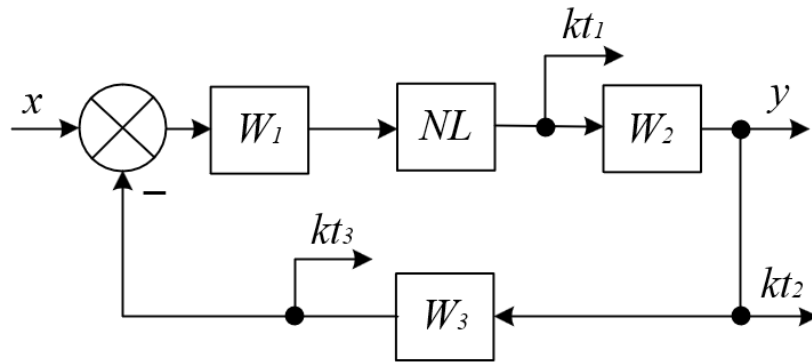 kt₁
x W₁ NL W₂ y
–
kt₃ kt₂
W₃